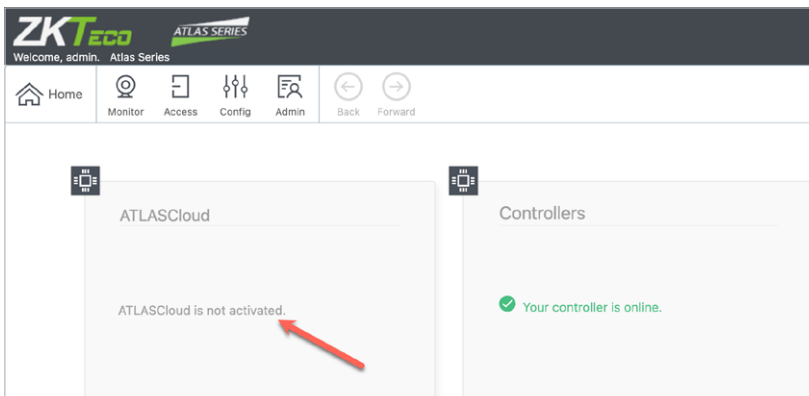 ZKTECO ATLAS SERIES
Welcome, admin. Atlas Series
Home
Monitor Access Config Admin Back Forward
ATLASCloud
Controllers
ATLASCloud is not activated.
Your controller is online.